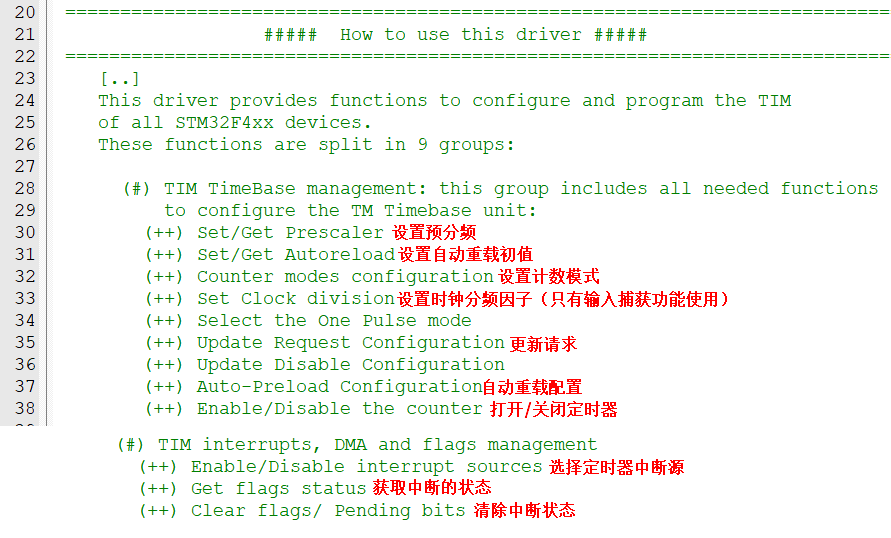 20 ===========================================================================
21 ##### How to use this driver #####
22 ===========================================================================
23 [..]
24 This driver provides functions to configure and program the TIM
25 of all STM32F4xx devices.
26 These functions are split in 9 groups:
27
28 (#) TIM TimeBase management: this group includes all needed functions
29 to configure the TM Timebase unit:
30 (++) Set/Get Prescaler 设置预分频
31 (++) Set/Get Autoreload 设置自动重载初值
32 (++) Counter modes configuration 设置计数模式
33 (++) Set Clock division 设置时钟分频因子（只有输入捕获功能使用）
34 (++) Select the One Pulse mode
35 (++) Update Request Configuration 更新请求
36 (++) Update Disable Configuration
37 (++) Auto-Preload Configuration 自动重载配置
38 (++) Enable/Disable the counter 打开/关闭定时器
(#) TIM interrupts, DMA and flags management
(++) Enable/Disable interrupt sources 选择定时器中断源
(++) Get flags status 获取中断的状态
(++) Clear flags/ Pending bits 清除中断状态